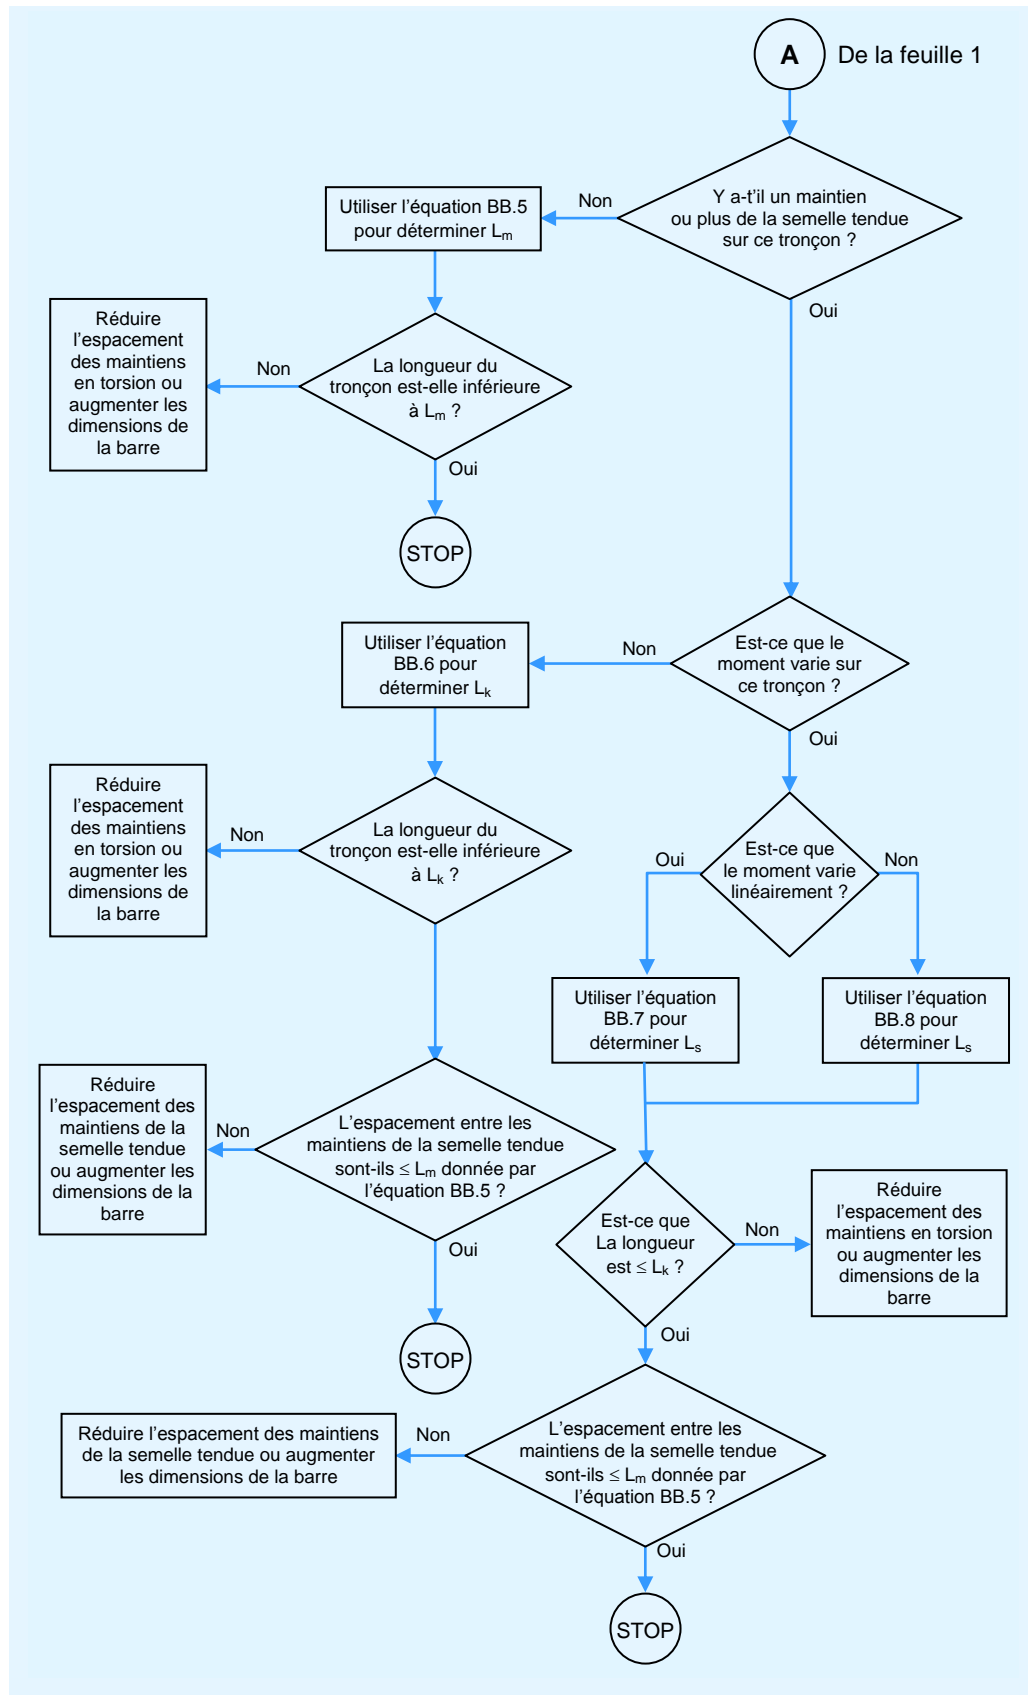 A
De la feuille 1
Y a-t'il un maintien
ou plus de la semelle tendue
sur ce tronçon ?
Non
Oui
Utiliser l'équation BB.5
pour déterminer Lm
La longueur du
tronçon est-elle inférieure
à Lm ?
Non
Réduire
l'espacement
des maintiens
en torsion ou
augmenter les
dimensions de
la barre
Oui
STOP
Est-ce que le
moment varie sur
ce tronçon ?
Non
Oui
Utiliser l'équation
BB.6 pour
déterminer Lk
La longueur du
tronçon est-elle inférieure
à Lk ?
Non
Réduire
l'espacement
des maintiens
en torsion ou
augmenter les
dimensions de
la barre
Est-ce que
le moment varie
linéairement ?
Oui
Non
Utiliser l'équation
BB.7 pour
déterminer Ls
Utiliser l'équation
BB.8 pour
déterminer Ls
L'espacement entre les
maintiens de la semelle tendue
sont-ils ≤ Lm donnée par
l'équation BB.5 ?
Non
Réduire
l'espacement des
maintiens de la
semelle tendue
ou augmenter les
dimensions de la
barre
Oui
STOP
Est-ce que
La longueur
est ≤ Lk ?
Non
Réduire
l'espacement des
maintiens en torsion
ou augmenter les
dimensions de la
barre
Oui
L'espacement entre les
maintiens de la semelle tendue
sont-ils ≤ Lm donnée par
l'équation BB.5 ?
Non
Réduire l'espacement des maintiens
de la semelle tendue ou augmenter
les dimensions de la barre
Oui
STOP